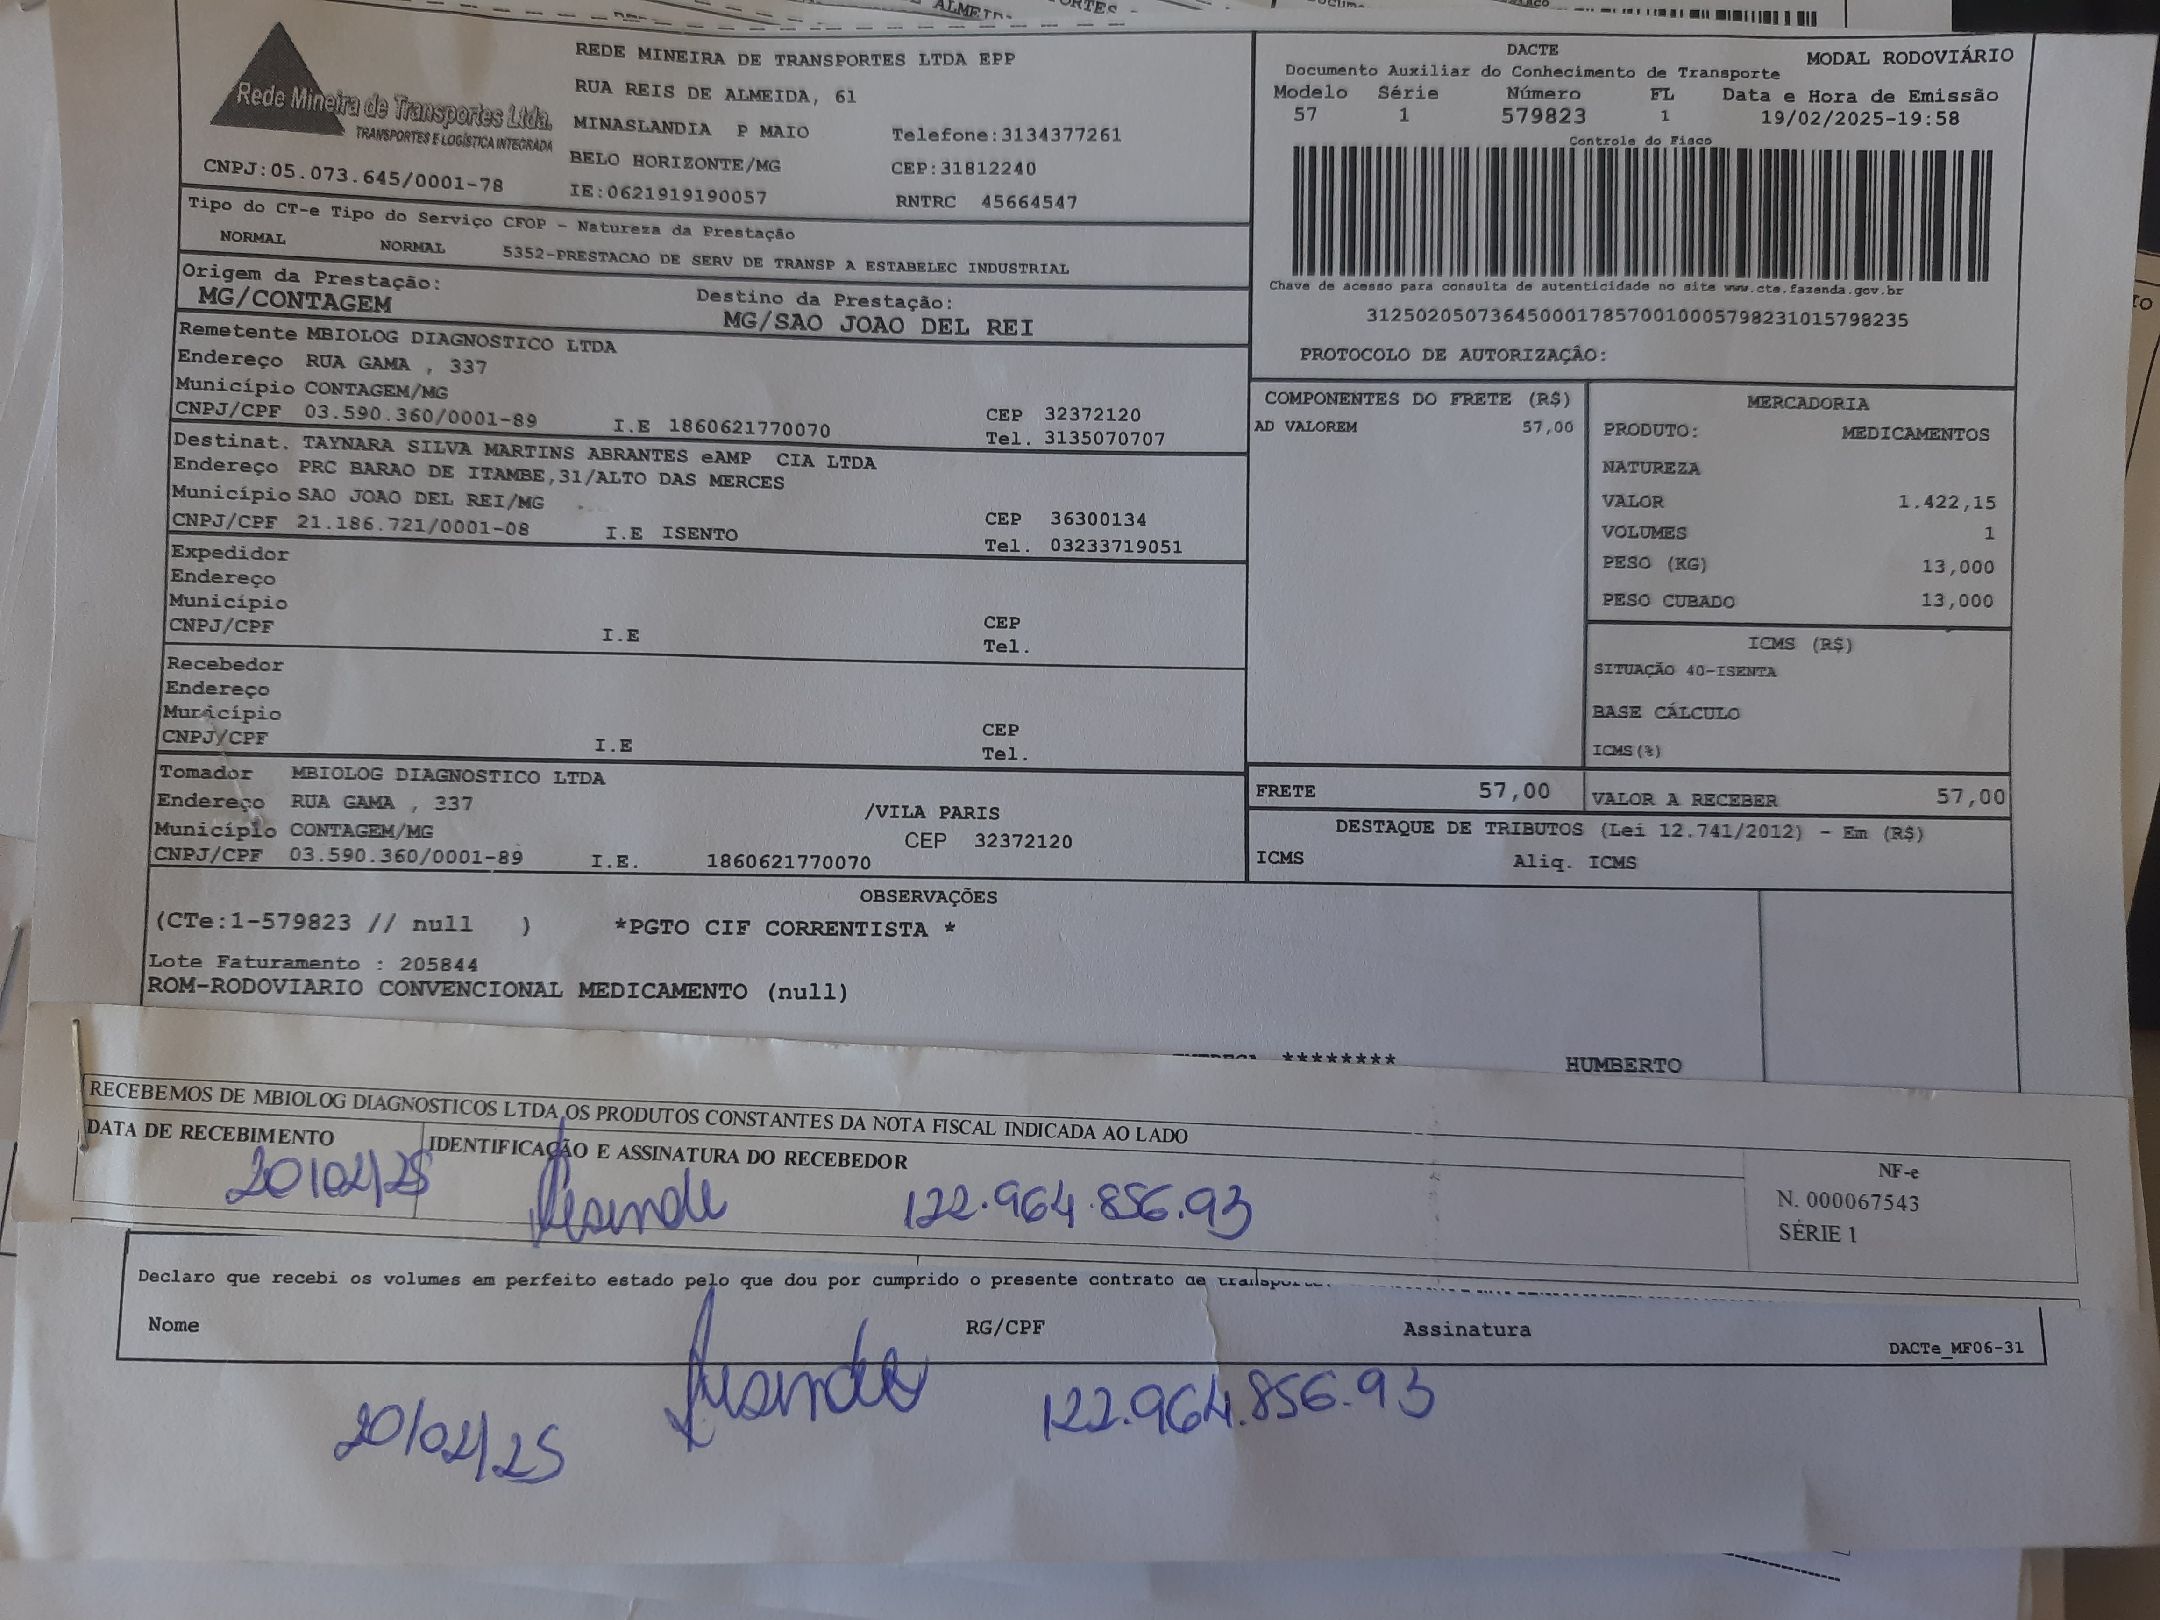 Rede Mineira de Transportes Ltda.
TRANSPORTES E LOGÍSTICA INTEGRADA
CNPJ:05.073.645/0001-78
REDE MINEIRA DE TRANSPORTES LTDA EPP
RUA REIS DE ALMEIDA, 61
MINASLANDIA P MAIO Telefone:3134377261
BELO HORIZONTE/MG CEP:31812240
IE:0621919190057 RNTRC 45664547
DACTE MODAL RODOVIÁRIO
Documento Auxiliar do Conhecimento de Transporte
Modelo Série Número FL Data e Hora de Emissão
57 1 579823 1 19/02/2025-19:58
Controle do Fisco
Chave de acesso para consulta de autenticidade no site www.cte.fazenda.gov.br
31250205073645000178570010005798231015798235
PROTOCOLO DE AUTORIZAÇÃO:
Tipo do CT-e Tipo do Serviço CFOP - Natureza da Prestação
NORMAL NORMAL 5352-PRESTACAO DE SERV DE TRANSP A ESTABELEC INDUSTRIAL
Origem da Prestação: Destino da Prestação:
MG/CONTAGEM MG/SAO JOAO DEL REI
Remetente MBIOLOG DIAGNOSTICO LTDA
Endereço RUA GAMA , 337
Município CONTAGEM/MG CEP 32372120
CNPJ/CPF 03.590.360/0001-89 I.E 1860621770070 Tel. 3135070707
Destinat. TAYNARA SILVA MARTINS ABRANTES eAMP CIA LTDA
Endereço PRC BARAO DE ITAMBE,31/ALTO DAS MERCES
Município SAO JOAO DEL REI/MG CEP 36300134
CNPJ/CPF 21.186.721/0001-08 I.E ISENTO Tel. 03233719051
Expedidor
Endereço
Município CEP
CNPJ/CPF I.E Tel.
Recebedor
Endereço
Município CEP
CNPJ/CPF I.E Tel.
Tomador MBIOLOG DIAGNOSTICO LTDA
Endereço RUA GAMA , 337 /VILA PARIS
Município CONTAGEM/MG CEP 32372120
CNPJ/CPF 03.590.360/0001-89 I.E. 1860621770070
COMPONENTES DO FRETE (R$)
AD VALOREM 57,00
MERCADORIA
PRODUTO: MEDICAMENTOS
NATUREZA
VALOR 1.422,15
VOLUMES 1
PESO (KG) 13,000
PESO CUBADO 13,000
ICMS (R$)
SITUAÇÃO 40-ISENTA
BASE CÁLCULO
ICMS(%)
FRETE 57,00 VALOR A RECEBER 57,00
DESTAQUE DE TRIBUTOS (Lei 12.741/2012) - Em (R$)
ICMS Aliq. ICMS
OBSERVAÇÕES
(CTe:1-579823 // null ) *PGTO CIF CORRENTISTA *
Lote Faturamento : 205844
ROM-RODOVIARIO CONVENCIONAL MEDICAMENTO (null)
******** HUMBERTO
RECEBEMOS DE MBIOLOG DIAGNOSTICOS LTDA OS PRODUTOS CONSTANTES DA NOTA FISCAL INDICADA AO LADO
DATA DE RECEBIMENTO IDENTIFICAÇÃO E ASSINATURA DO RECEBEDOR
20/02/25 Resende 122.964.856.93
NF-e
N. 000067543
SÉRIE 1
Declaro que recebi os volumes em perfeito estado pelo que dou por cumprido o presente contrato de
Nome RG/CPF Assinatura
DACTe_MF06-31
20/02/25 Resende 122.964.856.93